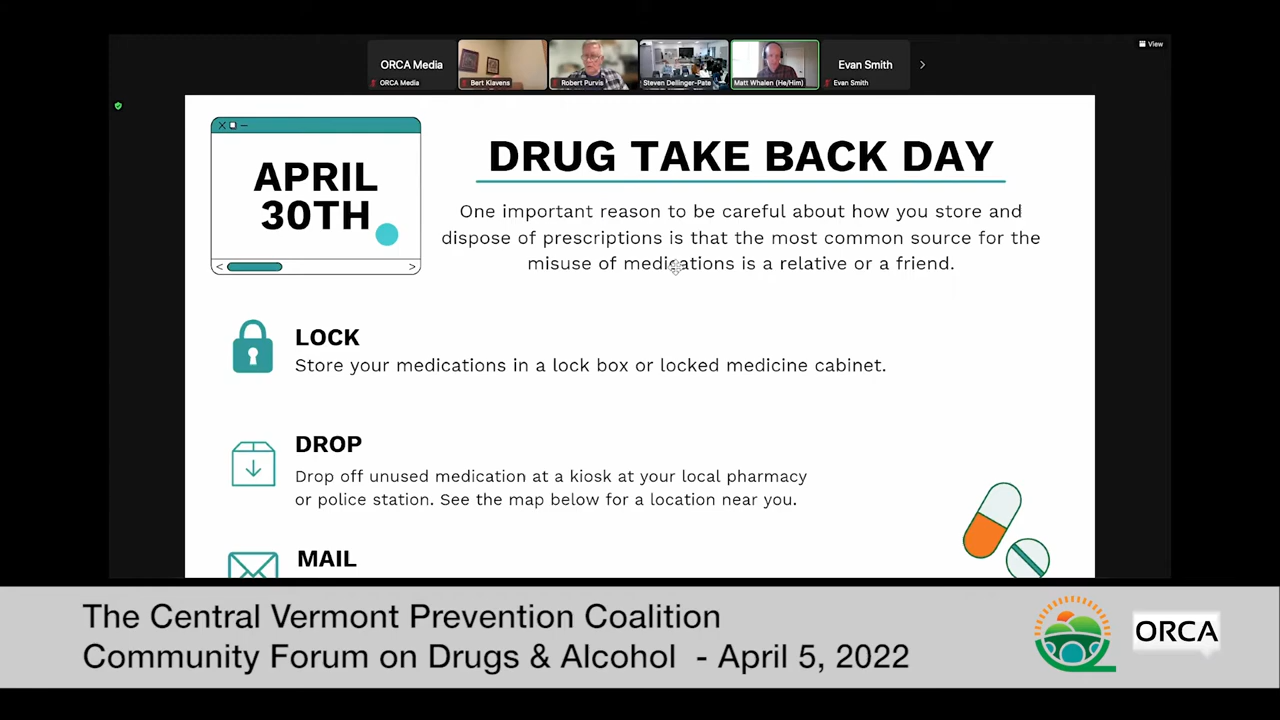 View
ORCA Media
ORCA Media
Bert Klavens
Robert Purvis
Steven Dellinger-Pate
Matt Whalen (He/Him)
Evan Smith
Evan Smith
APRIL
30TH
DRUG TAKE BACK DAY
One important reason to be careful about how you store and
dispose of prescriptions is that the most common source for the
misuse of medications is a relative or a friend.
LOCK
Store your medications in a lock box or locked medicine cabinet.
DROP
Drop off unused medication at a kiosk at your local pharmacy
or police station. See the map below for a location near you.
MAIL
The Central Vermont Prevention Coalition
Community Forum on Drugs & Alcohol - April 5, 2022
ORCA